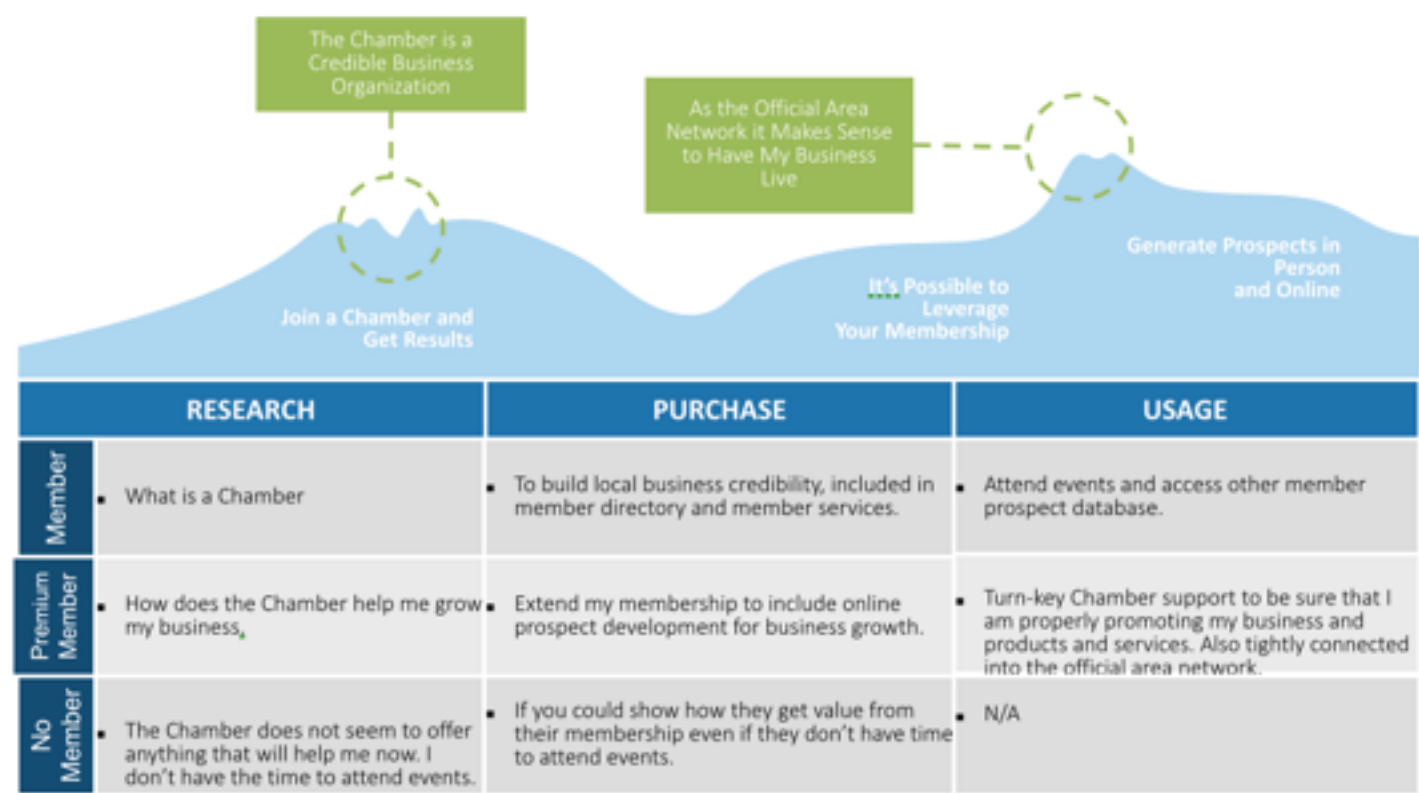 The Chamber is a
Credible Business
Organization
As the Official Area
Network it Makes Sense
to Have My Business
Live
Join a Chamber and
Get Results
It's Possible to
Leverage
Your Membership
Generate Prospects in
Person
and Online
RESEARCH
PURCHASE
USAGE
Member
▪ What is a Chamber
▪ To build local business credibility, included in
member directory and member services.
▪ Attend events and access other member
prospect database.
Premium
Member
▪ How does the Chamber help me grow
my business.
▪ Extend my membership to include online
prospect development for business growth.
▪ Turn-key Chamber support to be sure that I
am properly promoting my business and
products and services. Also tightly connected
into the official area network.
No
Member
▪ The Chamber does not seem to offer
anything that will help me now. I
don't have the time to attend events.
▪ If you could show how they get value from
their membership even if they don't have time
to attend events.
▪ N/A